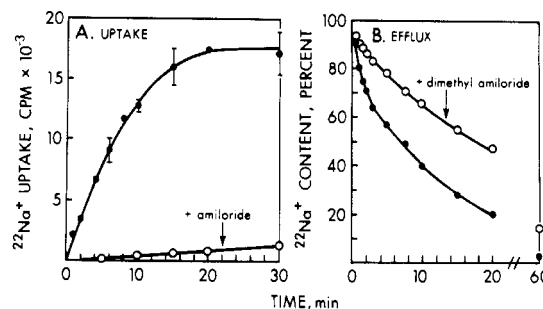 A. UPTAKE
B. EFFLUX
22Na+ UPTAKE, CPM × 10-3
20
15
10
5
+ amiloride
0
10
20
30
22Na+ CONTENT, PERCENT
100
80
60
40
20
+ dimethyl amiloride
0
10
20
60
TIME, min